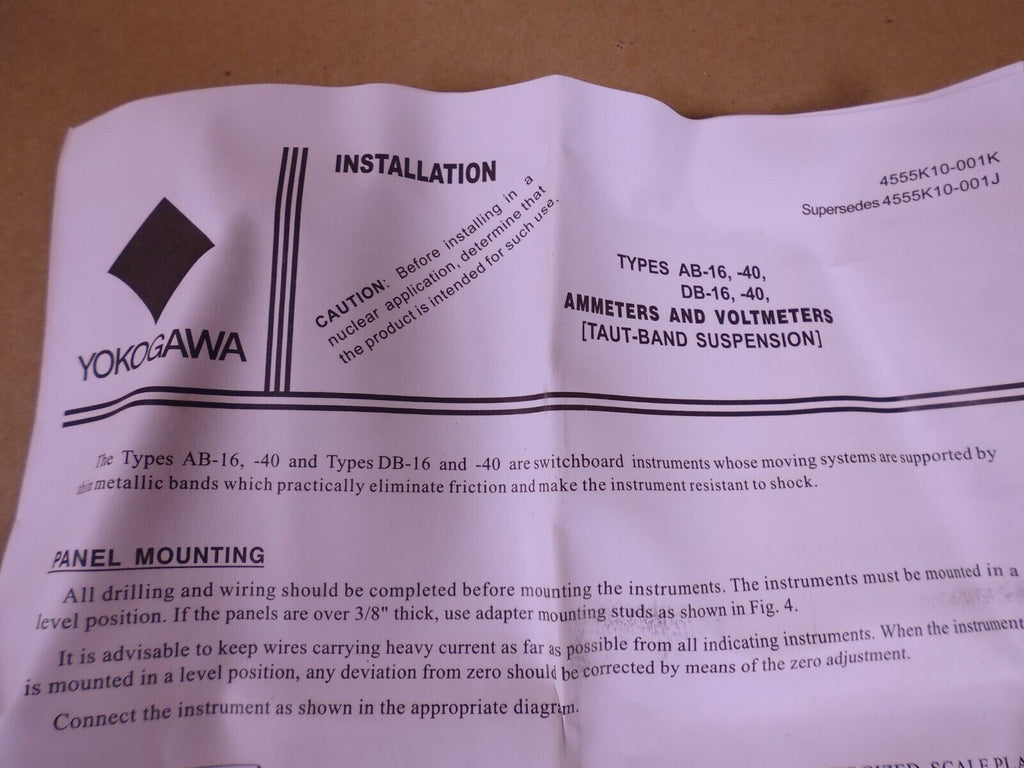 INSTALLATION
4555K10-001K
Supersedes 4555K10-001J
CAUTION: Before installing in a
nuclear application, determine that
the product is intended for such use.
TYPES AB-16, -40,
DB-16, -40,
AMMETERS AND VOLTMETERS
[TAUT-BAND SUSPENSION]
YOKOGAWA
The Types AB-16, -40 and Types DB-16 and -40 are switchboard instruments whose moving systems are supported by
thin metallic bands which practically eliminate friction and make the instrument resistant to shock.
PANEL MOUNTING
All drilling and wiring should be completed before mounting the instruments. The instruments must be mounted in a
level position. If the panels are over 3/8" thick, use adapter mounting studs as shown in Fig. 4.
It is advisable to keep wires carrying heavy current as far as possible from all indicating instruments. When the instrument
is mounted in a level position, any deviation from zero should be corrected by means of the zero adjustment.
Connect the instrument as shown in the appropriate diagram.
SCALE PLA